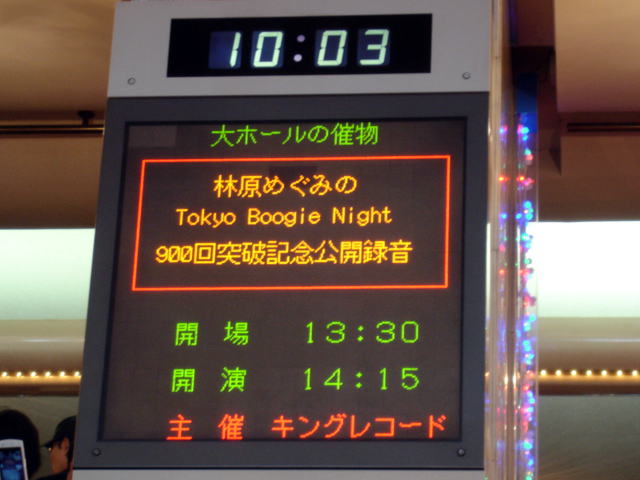 10:03
大ホールの催物
林原めぐみの
Tokyo Boogie Night
900回突破記念公開録音
開場 13:30
開演 14:15
主催 キングレコード